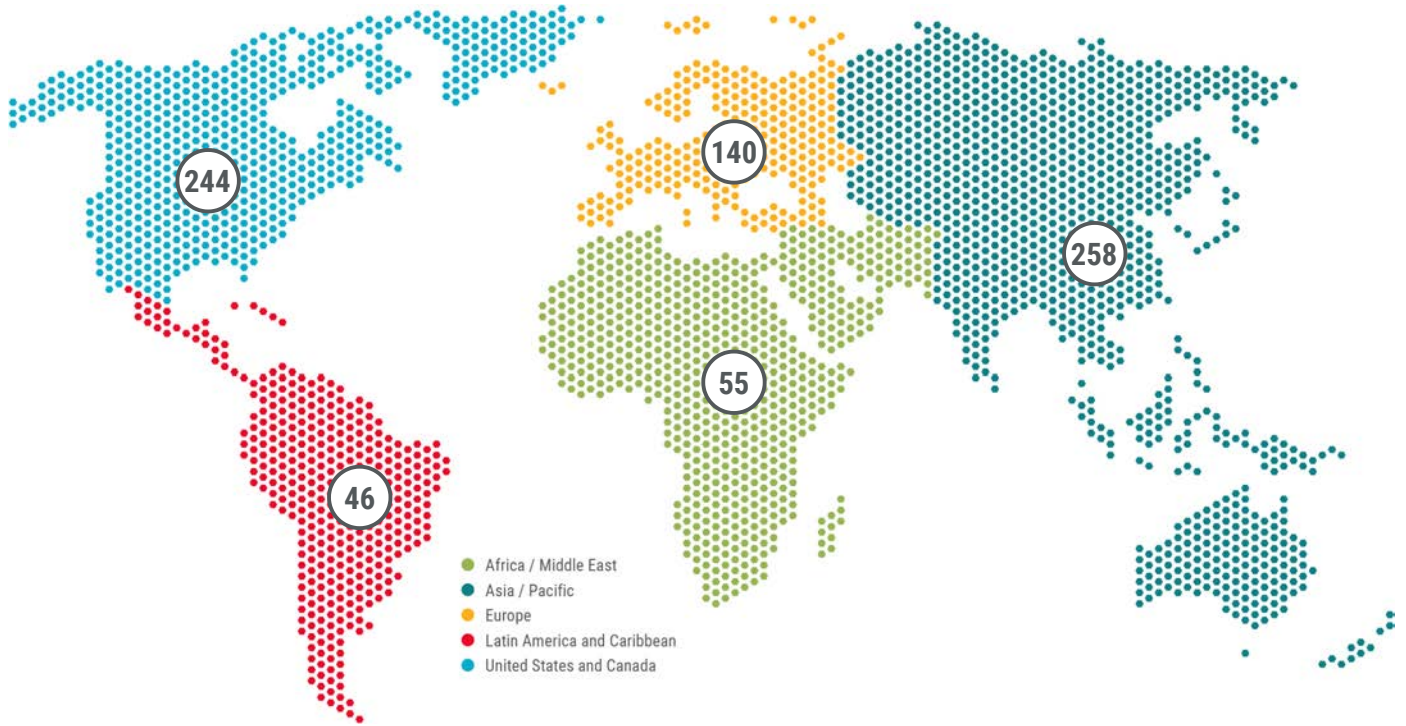 140
244
258
55
46
Africa / Middle East
Asia / Pacific
Europe
Latin America and Caribbean
United States and Canada